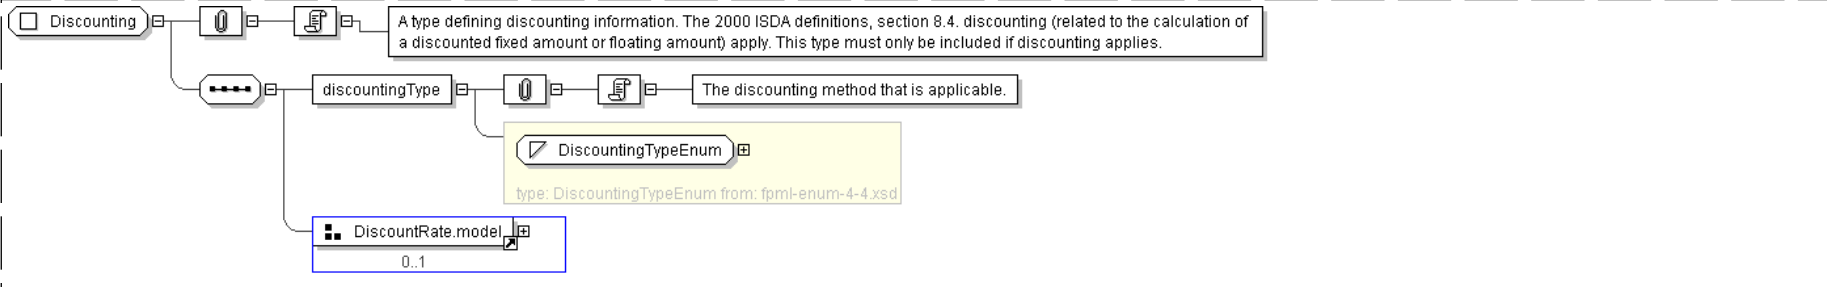 Discounting
A type defining discounting information. The 2000 ISDA definitions, section 8.4. discounting (related to the calculation of
a discounted fixed amount or floating amount) apply. This type must only be included if discounting applies.
discountingType
The discounting method that is applicable.
DiscountingTypeEnum
type: DiscountingTypeEnum from: fpml-enum-4-4.xsd
DiscountRate.model
0..1